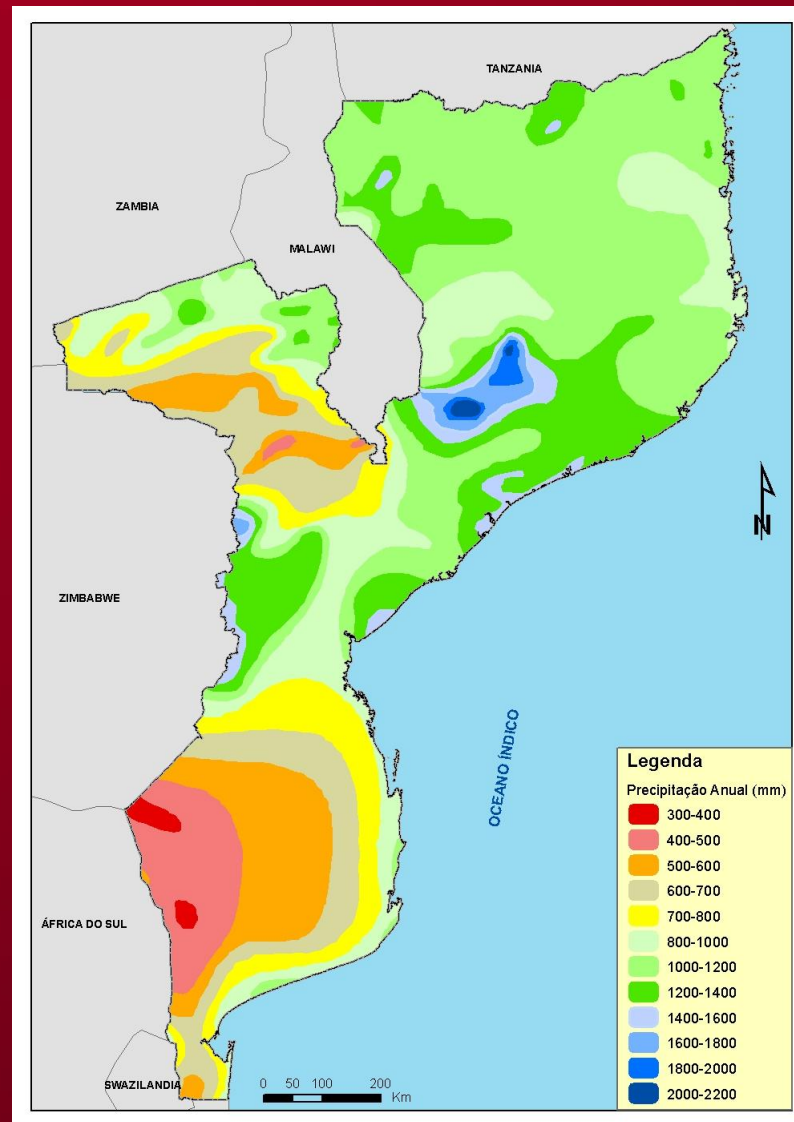 TANZANIA
ZAMBIA
MALAWI
N
ZIMBABWE
OCEANO ÍNDICO
ÁFRICA DO SUL
SWAZILANDIA
0 50 100 200
Km
Legenda
Precipitação Anual (mm)
300-400
400-500
500-600
600-700
700-800
800-1000
1000-1200
1200-1400
1400-1600
1600-1800
1800-2000
2000-2200